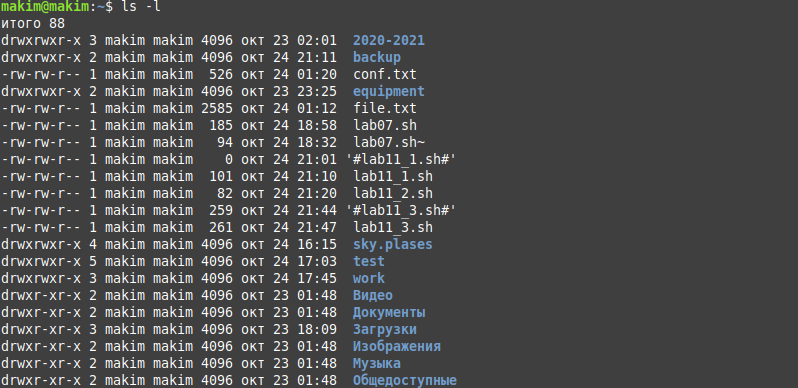 makim@makim:~$ ls -l
итого 88
drwxrwxr-x 3 makim makim 4096 окт 23 02:01  2020-2021
drwxrwxr-x 2 makim makim 4096 окт 24 21:11  backup
-rw-rw-r-- 1 makim makim  526 окт 24 01:20  conf.txt
drwxrwxr-x 2 makim makim 4096 окт 23 23:25  equipment
-rw-rw-r-- 1 makim makim 2585 окт 24 01:12  file.txt
-rw-rw-r-- 1 makim makim  185 окт 24 18:58  lab07.sh
-rw-rw-r-- 1 makim makim   94 окт 24 18:32  lab07.sh~
-rw-rw-r-- 1 makim makim    0 окт 24 21:01 '#lab11_1.sh#'
-rw-rw-r-- 1 makim makim  101 окт 24 21:10  lab11_1.sh
-rw-rw-r-- 1 makim makim   82 окт 24 21:20  lab11_2.sh
-rw-rw-r-- 1 makim makim  259 окт 24 21:44 '#lab11_3.sh#'
-rw-rw-r-- 1 makim makim  261 окт 24 21:47  lab11_3.sh
drwxrwxr-x 4 makim makim 4096 окт 24 16:15  sky.plases
drwxrwxr-x 5 makim makim 4096 окт 24 17:03  test
drwxrwxr-x 3 makim makim 4096 окт 24 17:45  work
drwxr-xr-x 2 makim makim 4096 окт 23 01:48  Видео
drwxr-xr-x 2 makim makim 4096 окт 23 01:48  Документы
drwxr-xr-x 3 makim makim 4096 окт 23 18:09  Загрузки
drwxr-xr-x 2 makim makim 4096 окт 23 01:48  Изображения
drwxr-xr-x 2 makim makim 4096 окт 23 01:48  Музыка
drwxr-xr-x 2 makim makim 4096 окт 23 01:48  Общедоступные